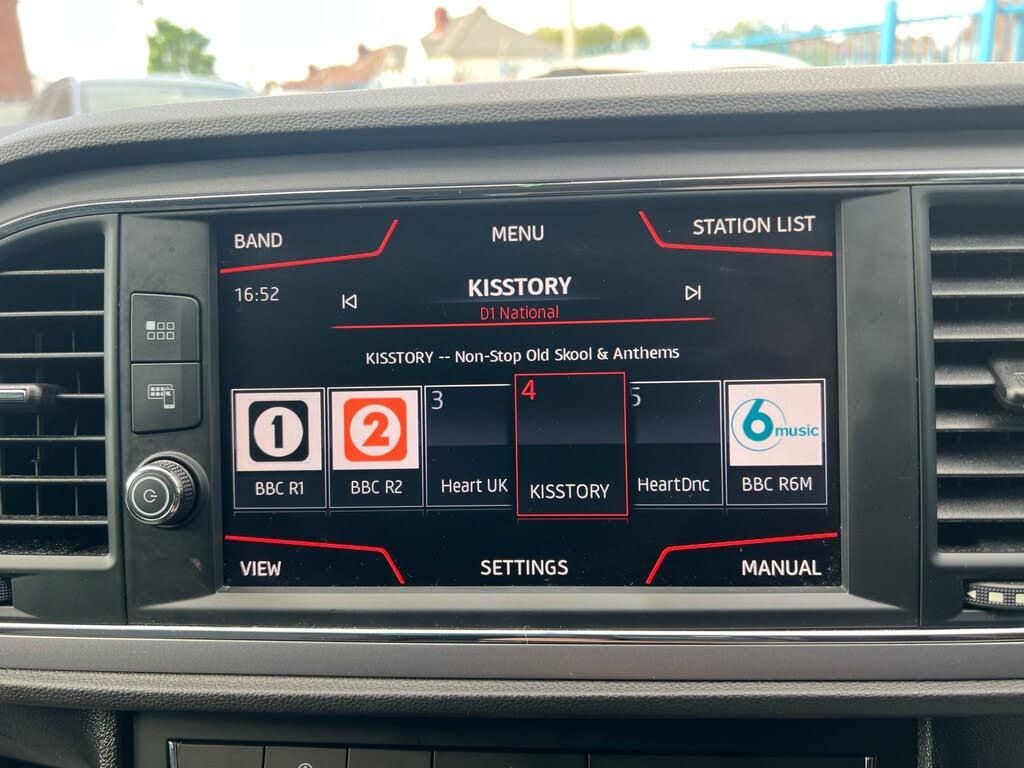 BAND
MENU
STATION LIST
16:52
KISSTORY
D1 National
KISSTORY -- Non-Stop Old Skool & Anthems
1
2
3
4
5
6 music
BBC R1
BBC R2
Heart UK
KISSTORY
HeartDnc
BBC R6M
VIEW
SETTINGS
MANUAL